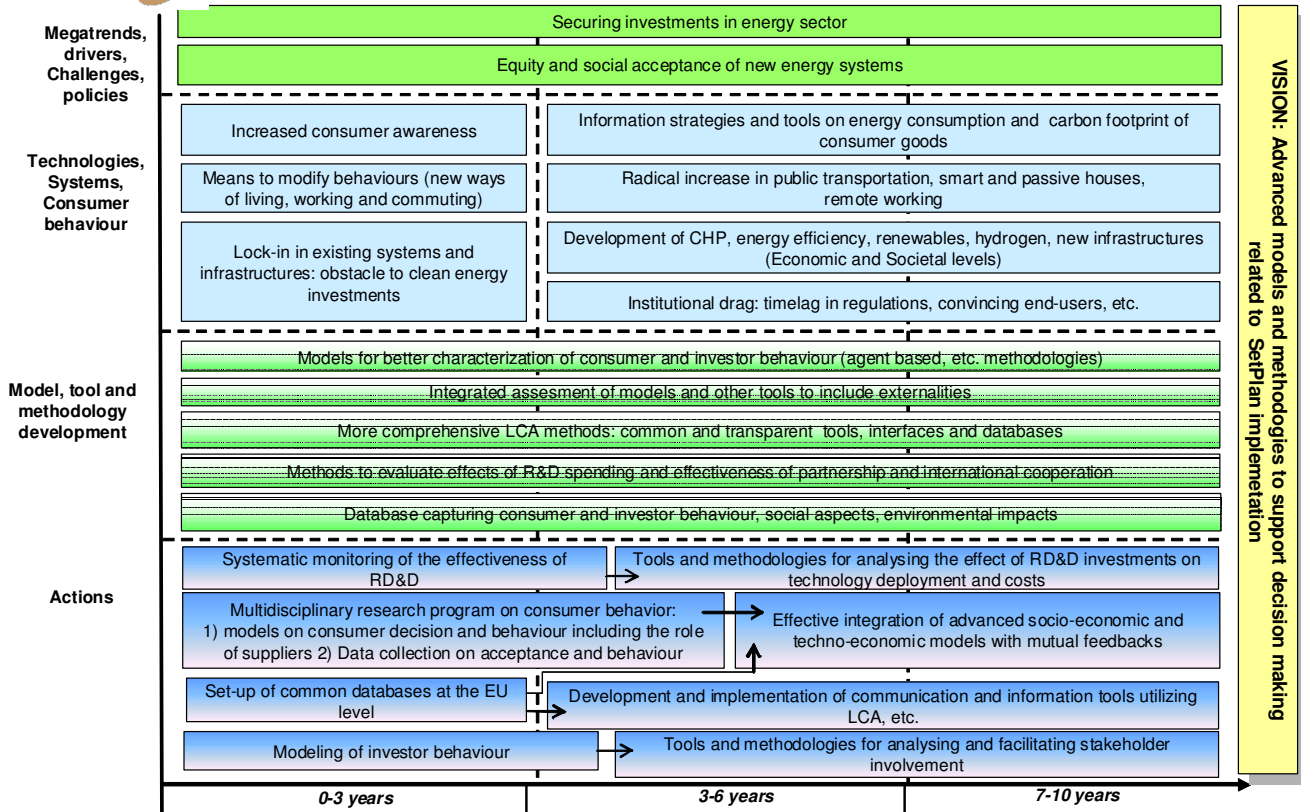 Megatrends,
drivers,
Challenges,
policies
Securing investments in energy sector
Equity and social acceptance of new energy systems
Technologies,
Systems,
Consumer
behaviour
Increased consumer awareness
Information strategies and tools on energy consumption and carbon footprint of
consumer goods
Means to modify behaviours (new ways
of living, working and commuting)
Radical increase in public transportation, smart and passive houses,
remote working
Lock-in in existing systems and
infrastructures: obstacle to clean energy
investments
Development of CHP, energy efficiency, renewables, hydrogen, new infrastructures
(Economic and Societal levels)
Institutional drag: timelag in regulations, convincing end-users, etc.
Model, tool and
methodology
development
Models for better characterization of consumer and investor behaviour (agent based, etc. methodologies)
Integrated assesment of models and other tools to include externalities
More comprehensive LCA methods: common and transparent tools, interfaces and databases
Methods to evaluate effects of R&D spending and effectiveness of partnership and international cooperation
Database capturing consumer and investor behaviour, social aspects, environmental impacts
Actions
Systematic monitoring of the effectiveness of
RD&D
Tools and methodologies for analysing the effect of RD&D investments on
technology deployment and costs
Multidisciplinary research program on consumer behavior:
1) models on consumer decision and behaviour including the role
of suppliers 2) Data collection on acceptance and behaviour
Effective integration of advanced socio-economic and
techno-economic models with mutual feedbacks
Set-up of common databases at the EU
level
Development and implementation of communication and information tools utilizing
LCA, etc.
Modeling of investor behaviour
Tools and methodologies for analysing and facilitating stakeholder
involvement
0-3 years
3-6 years
7-10 years
VISION: Advanced models and methodologies to support decision making
related to SetPlan implemetation